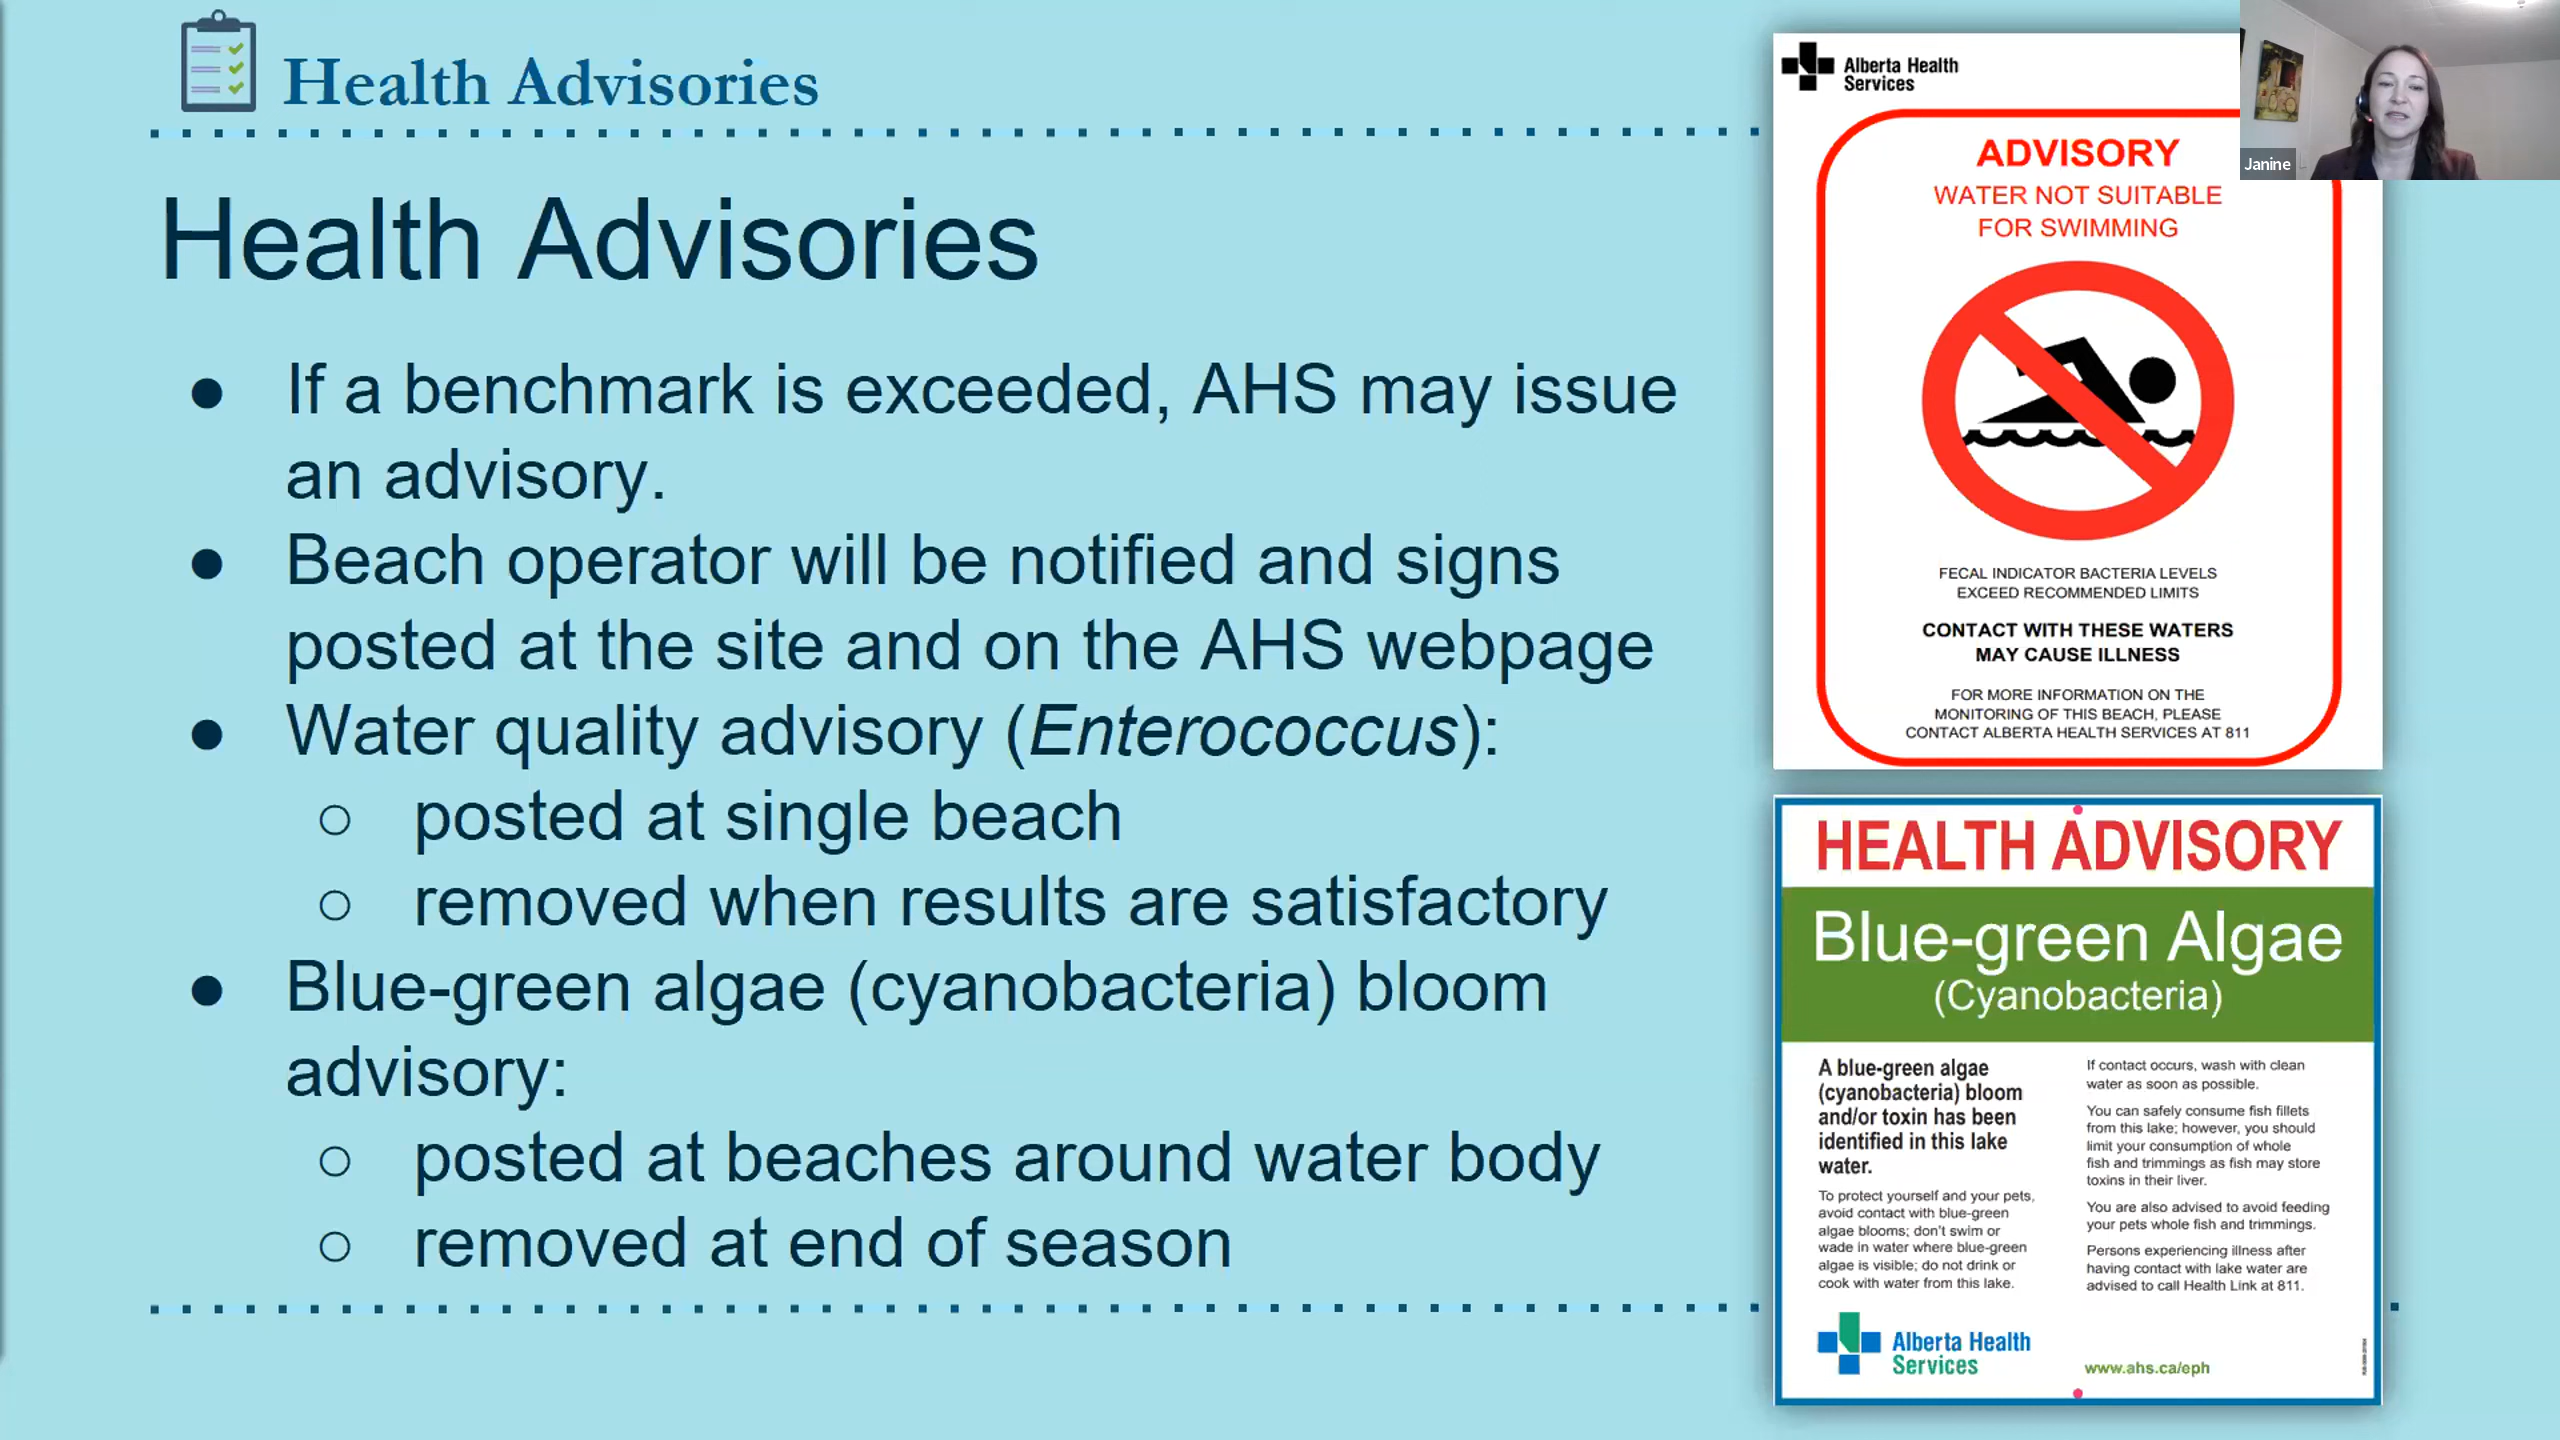 Health Advisories
Health Advisories
● If a benchmark is exceeded, AHS may issue
an advisory.
● Beach operator will be notified and signs
posted at the site and on the AHS webpage
● Water quality advisory (Enterococcus):
○ posted at single beach
○ removed when results are satisfactory
● Blue-green algae (cyanobacteria) bloom
advisory:
○ posted at beaches around water body
○ removed at end of season
Alberta Health
Services
ADVISORY
WATER NOT SUITABLE
FOR SWIMMING
FECAL INDICATOR BACTERIA LEVELS
EXCEED RECOMMENDED LIMITS
CONTACT WITH THESE WATERS
MAY CAUSE ILLNESS
FOR MORE INFORMATION ON THE
MONITORING OF THIS BEACH, PLEASE
CONTACT ALBERTA HEALTH SERVICES AT 811
Janine
HEALTH ADVISORY
Blue-green Algae
(Cyanobacteria)
A blue-green algae
(cyanobacteria) bloom
and/or toxin has been
identified in this lake
water.
To protect yourself and your pets,
avoid contact with blue-green
algae blooms; don't swim or
wade in water where blue-green
algae is visible; do not drink or
cook with water from this lake.
If contact occurs, wash with clean
water as soon as possible.
You can safely consume fish fillets
from this lake; however, you should
limit your consumption of whole
fish and trimmings as fish may store
toxins in their liver.
You are also advised to avoid feeding
your pets whole fish and trimmings.
Persons experiencing illness after
having contact with lake water are
advised to call Health Link at 811.
Alberta Health
Services
www.ahs.ca/eph